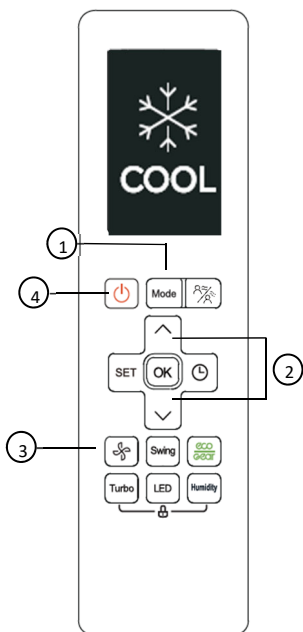 COOL
1
4
Mode
SET
OK
2
3
Swing
eco
GEAR
Turbo
LED
Humidity